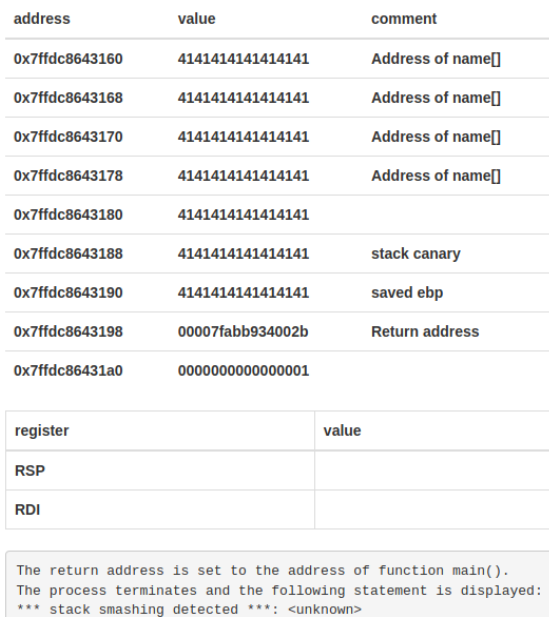 address value comment
0x7ffdc8643160 4141414141414141 Address of name[]
0x7ffdc8643168 4141414141414141 Address of name[]
0x7ffdc8643170 4141414141414141 Address of name[]
0x7ffdc8643178 4141414141414141 Address of name[]
0x7ffdc8643180 4141414141414141
0x7ffdc8643188 4141414141414141 stack canary
0x7ffdc8643190 4141414141414141 saved ebp
0x7ffdc8643198 00007fabb934002b Return address
0x7ffdc86431a0 0000000000000001
register value
RSP
RDI
The return address is set to the address of function main().
The process terminates and the following statement is displayed:
*** stack smashing detected ***: <unknown>